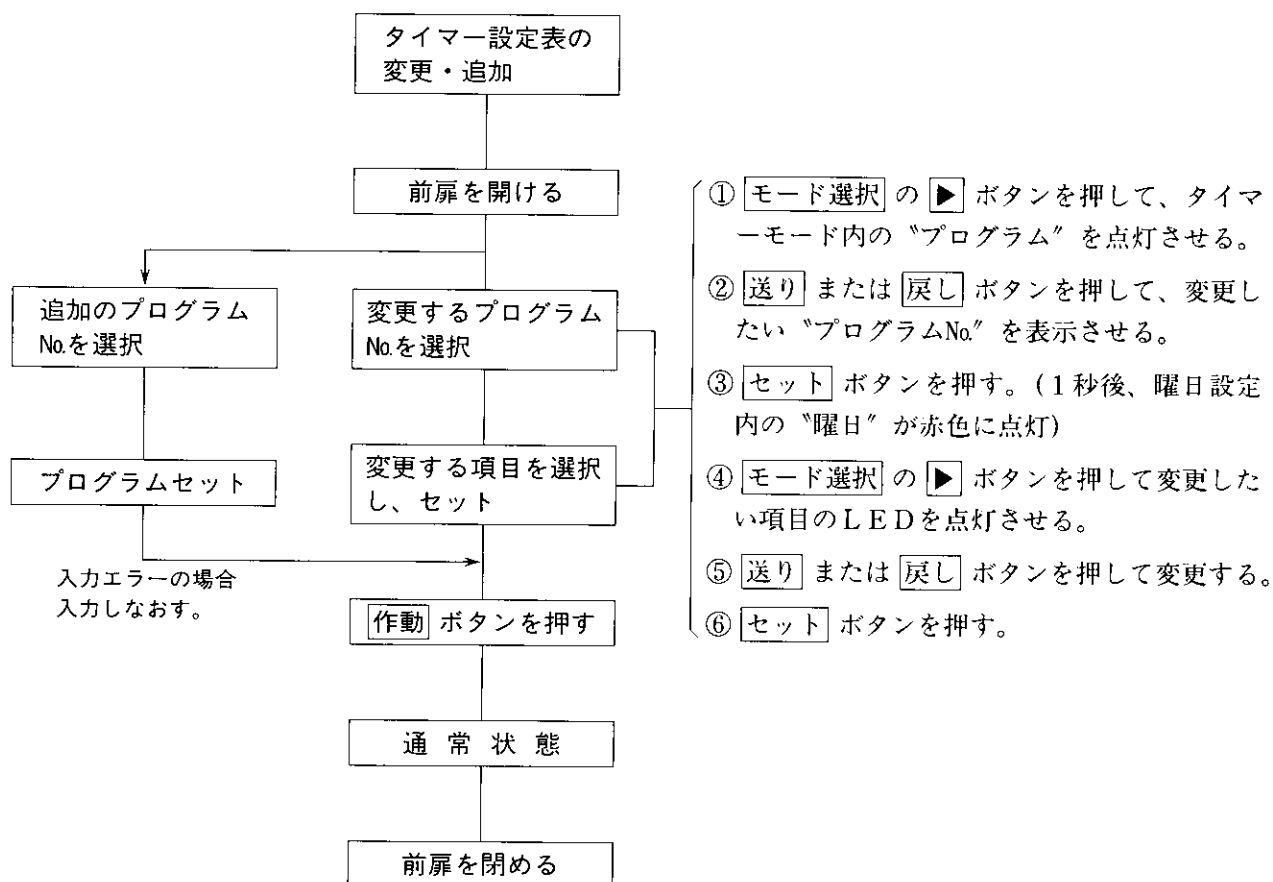 タイマー設定表の
変更・追加
前扉を開ける
追加のプログラム
No.を選択
変更するプログラム
No.を選択
プログラムセット
変更する項目を選択
し、セット
入力エラーの場合
入力しなおす。
作動 ボタンを押す
通常状態
前扉を閉める
① モード選択 の ▶ ボタンを押して、タイマ
ーモード内の〝プログラム〞を点灯させる。
② 送り または 戻し ボタンを押して、変更し
たい〝プログラムNo.〞を表示させる。
③ セット ボタンを押す。(1秒後、曜日設定
内の〝曜日〞が赤色に点灯)
④ モード選択 の ▶ ボタンを押して変更した
い項目のLEDを点灯させる。
⑤ 送り または 戻し ボタンを押して変更する。
⑥ セット ボタンを押す。